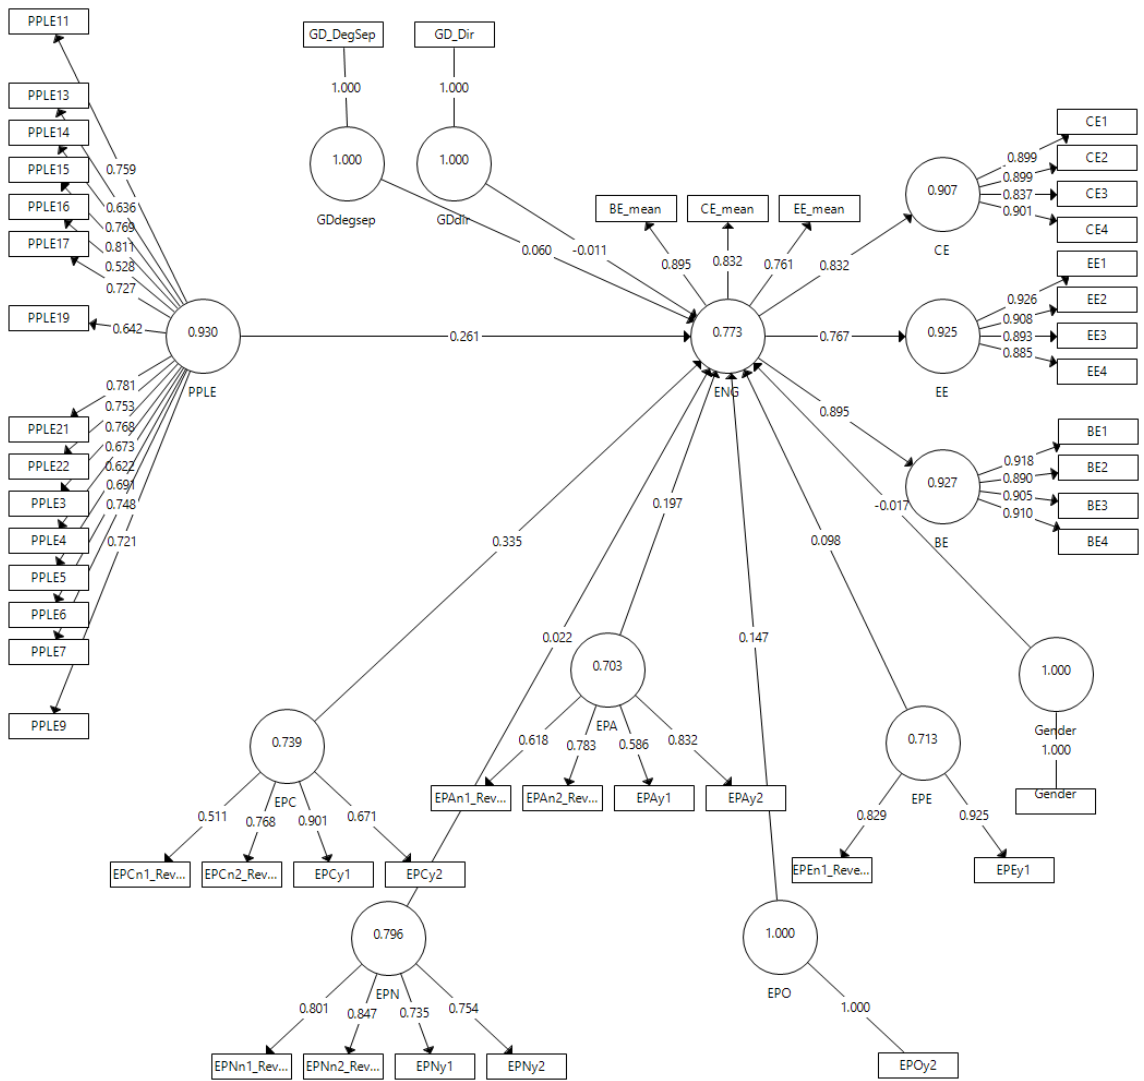 PPLE11
GD_DegSep
GD_Dir
1.000
1.000
PPLE13
PPLE14
PPLE15
PPLE16
PPLE17
PPLE19
0.759
0.636
0.769
0.811
0.528
0.727
0.642
1.000
1.000
GDdegsep
GDdir
0.060
-0.011
BE_mean
CE_mean
EE_mean
0.895
0.832
0.761
0.832
0.907
CE
0.899
0.899
0.837
0.901
CE1
CE2
CE3
CE4
0.930
PPLE
0.261
0.773
ENG
0.767
0.925
EE
0.926
0.908
0.893
0.885
EE1
EE2
EE3
EE4
0.895
0.927
BE
0.918
0.890
0.905
0.910
BE1
BE2
BE3
BE4
0.781
0.753
0.768
0.673
0.622
0.691
0.748
0.721
PPLE21
PPLE22
PPLE3
PPLE4
PPLE5
PPLE6
PPLE7
PPLE9
0.335
0.022
0.197
0.147
0.098
-0.017
0.739
EPC
0.511
0.768
0.901
0.671
EPCn1_Rev...
EPCn2_Rev...
EPCy1
EPCy2
0.703
EPA
0.618
0.783
0.586
0.832
EPAn1_Rev...
EPAn2_Rev...
EPAy1
EPAy2
0.713
EPE
0.829
0.925
EPEn1_Reve...
EPEy1
1.000
Gender
1.000
Gender
0.796
EPN
0.801
0.847
0.735
0.754
EPNn1_Rev...
EPNn2_Rev...
EPNy1
EPNy2
1.000
EPO
1.000
EPOy2